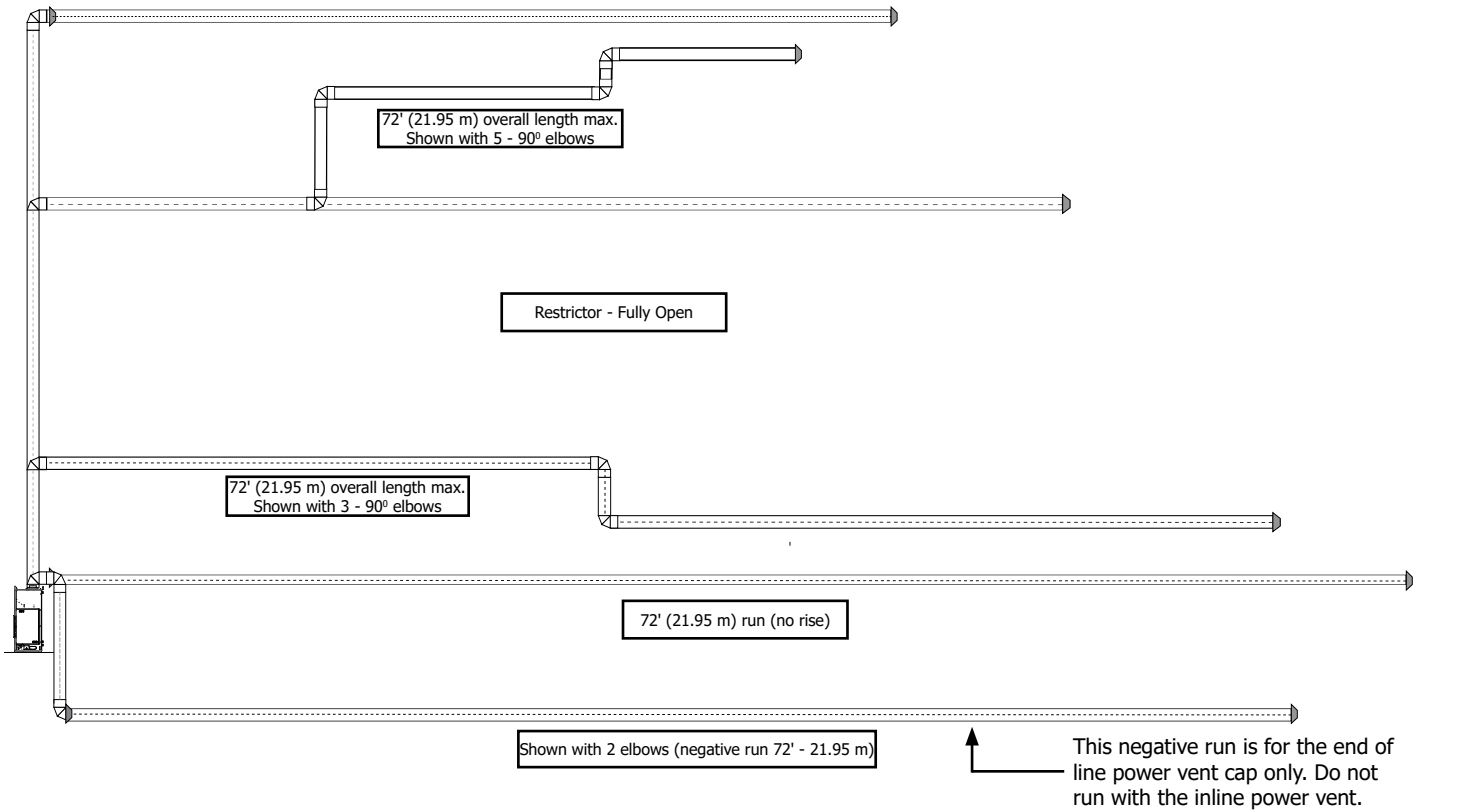 72' (21.95 m) overall length max.
Shown with 5 - 90⁰ elbows
Restrictor - Fully Open
72' (21.95 m) overall length max.
Shown with 3 - 90⁰ elbows
72' (21.95 m) run (no rise)
Shown with 2 elbows (negative run 72' - 21.95 m)
This negative run is for the end of
line power vent cap only. Do not
run with the inline power vent.